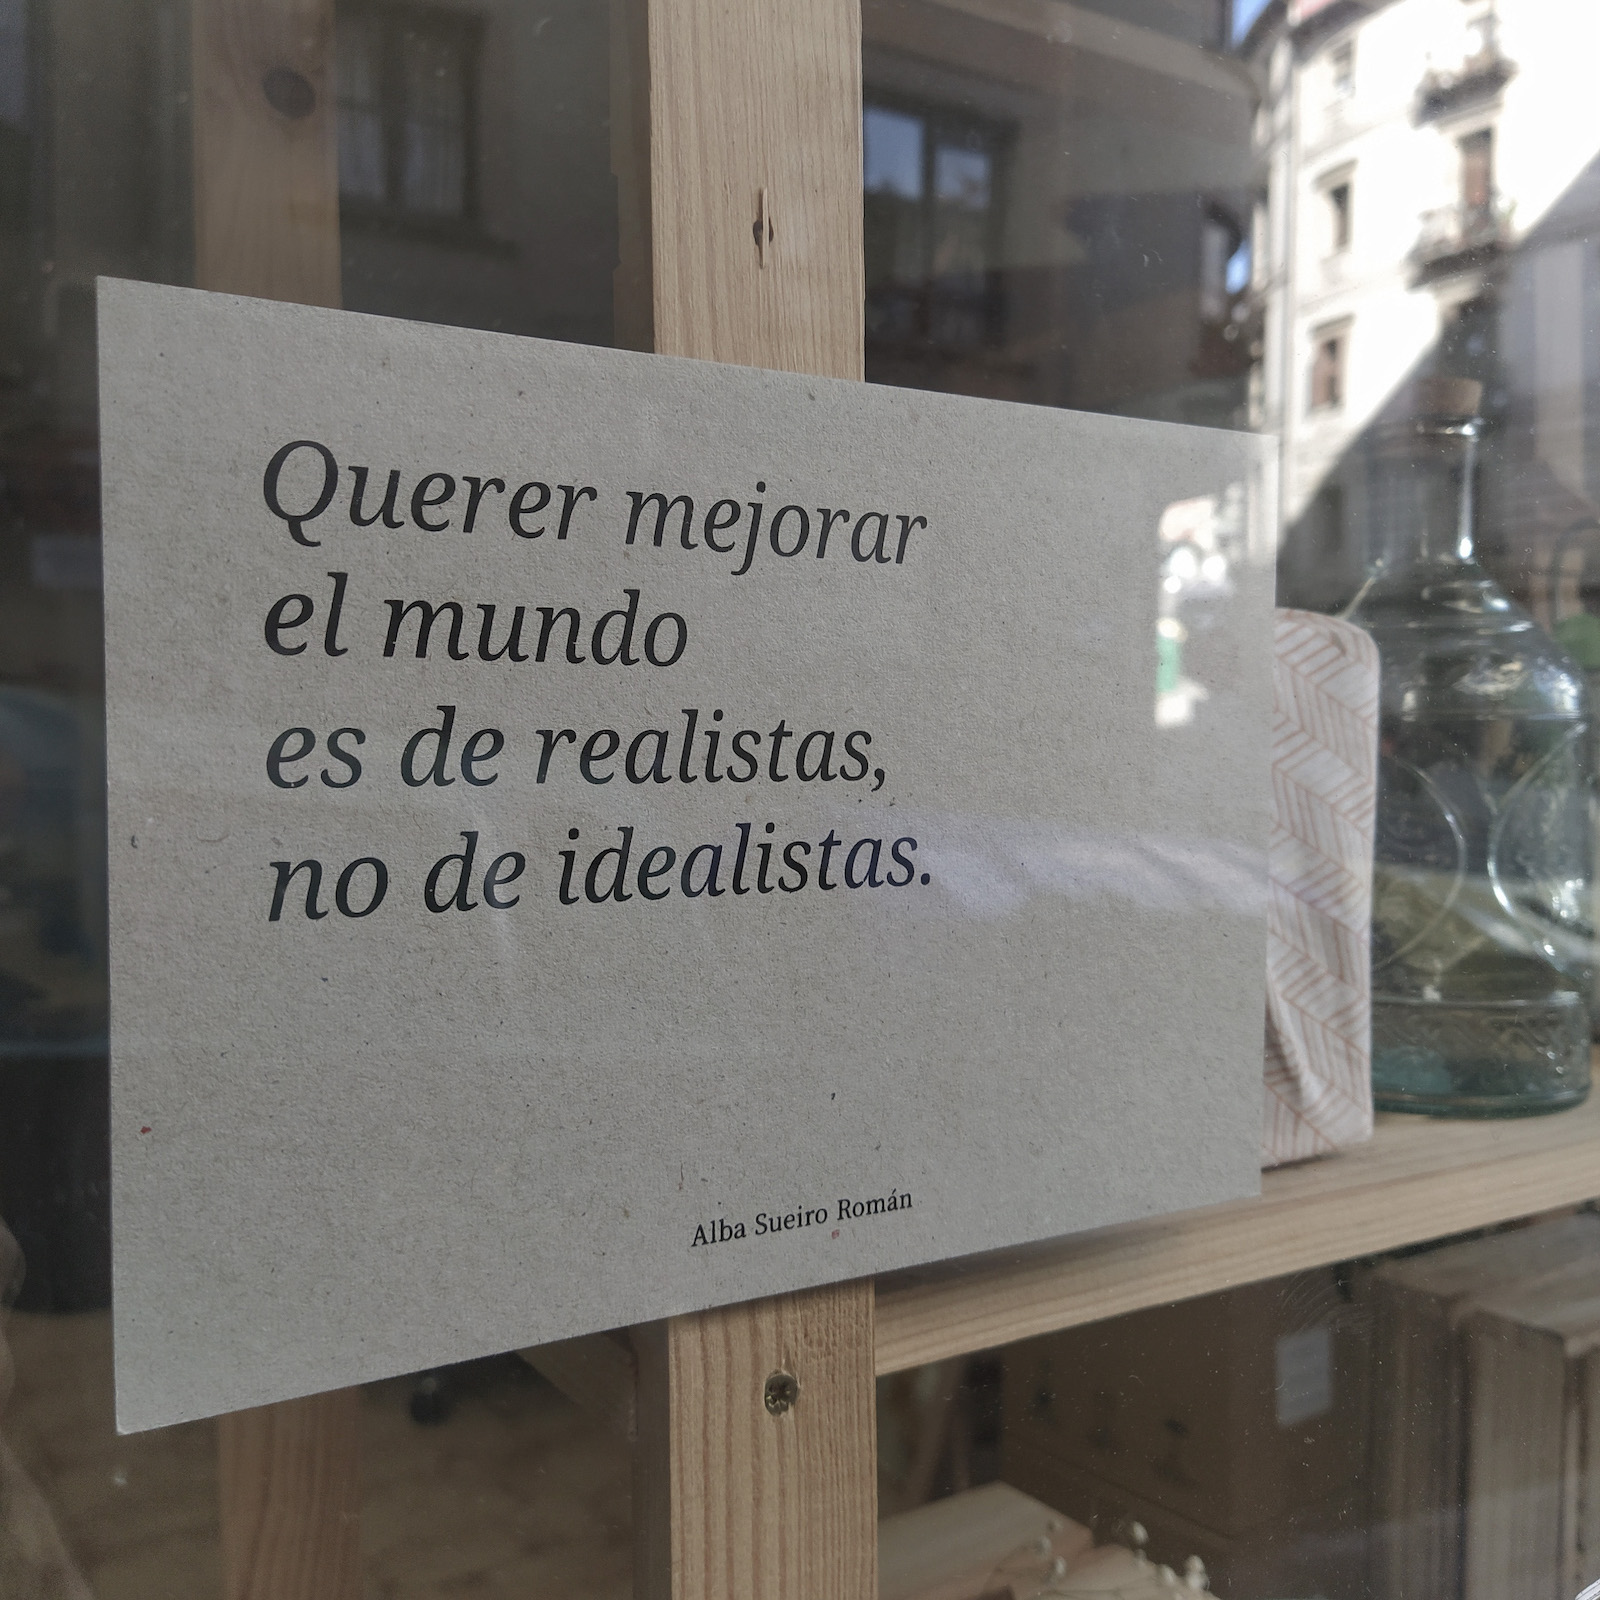 Querer mejorar
el mundo
es de realistas,
no de idealistas.
Alba Sueiro Román